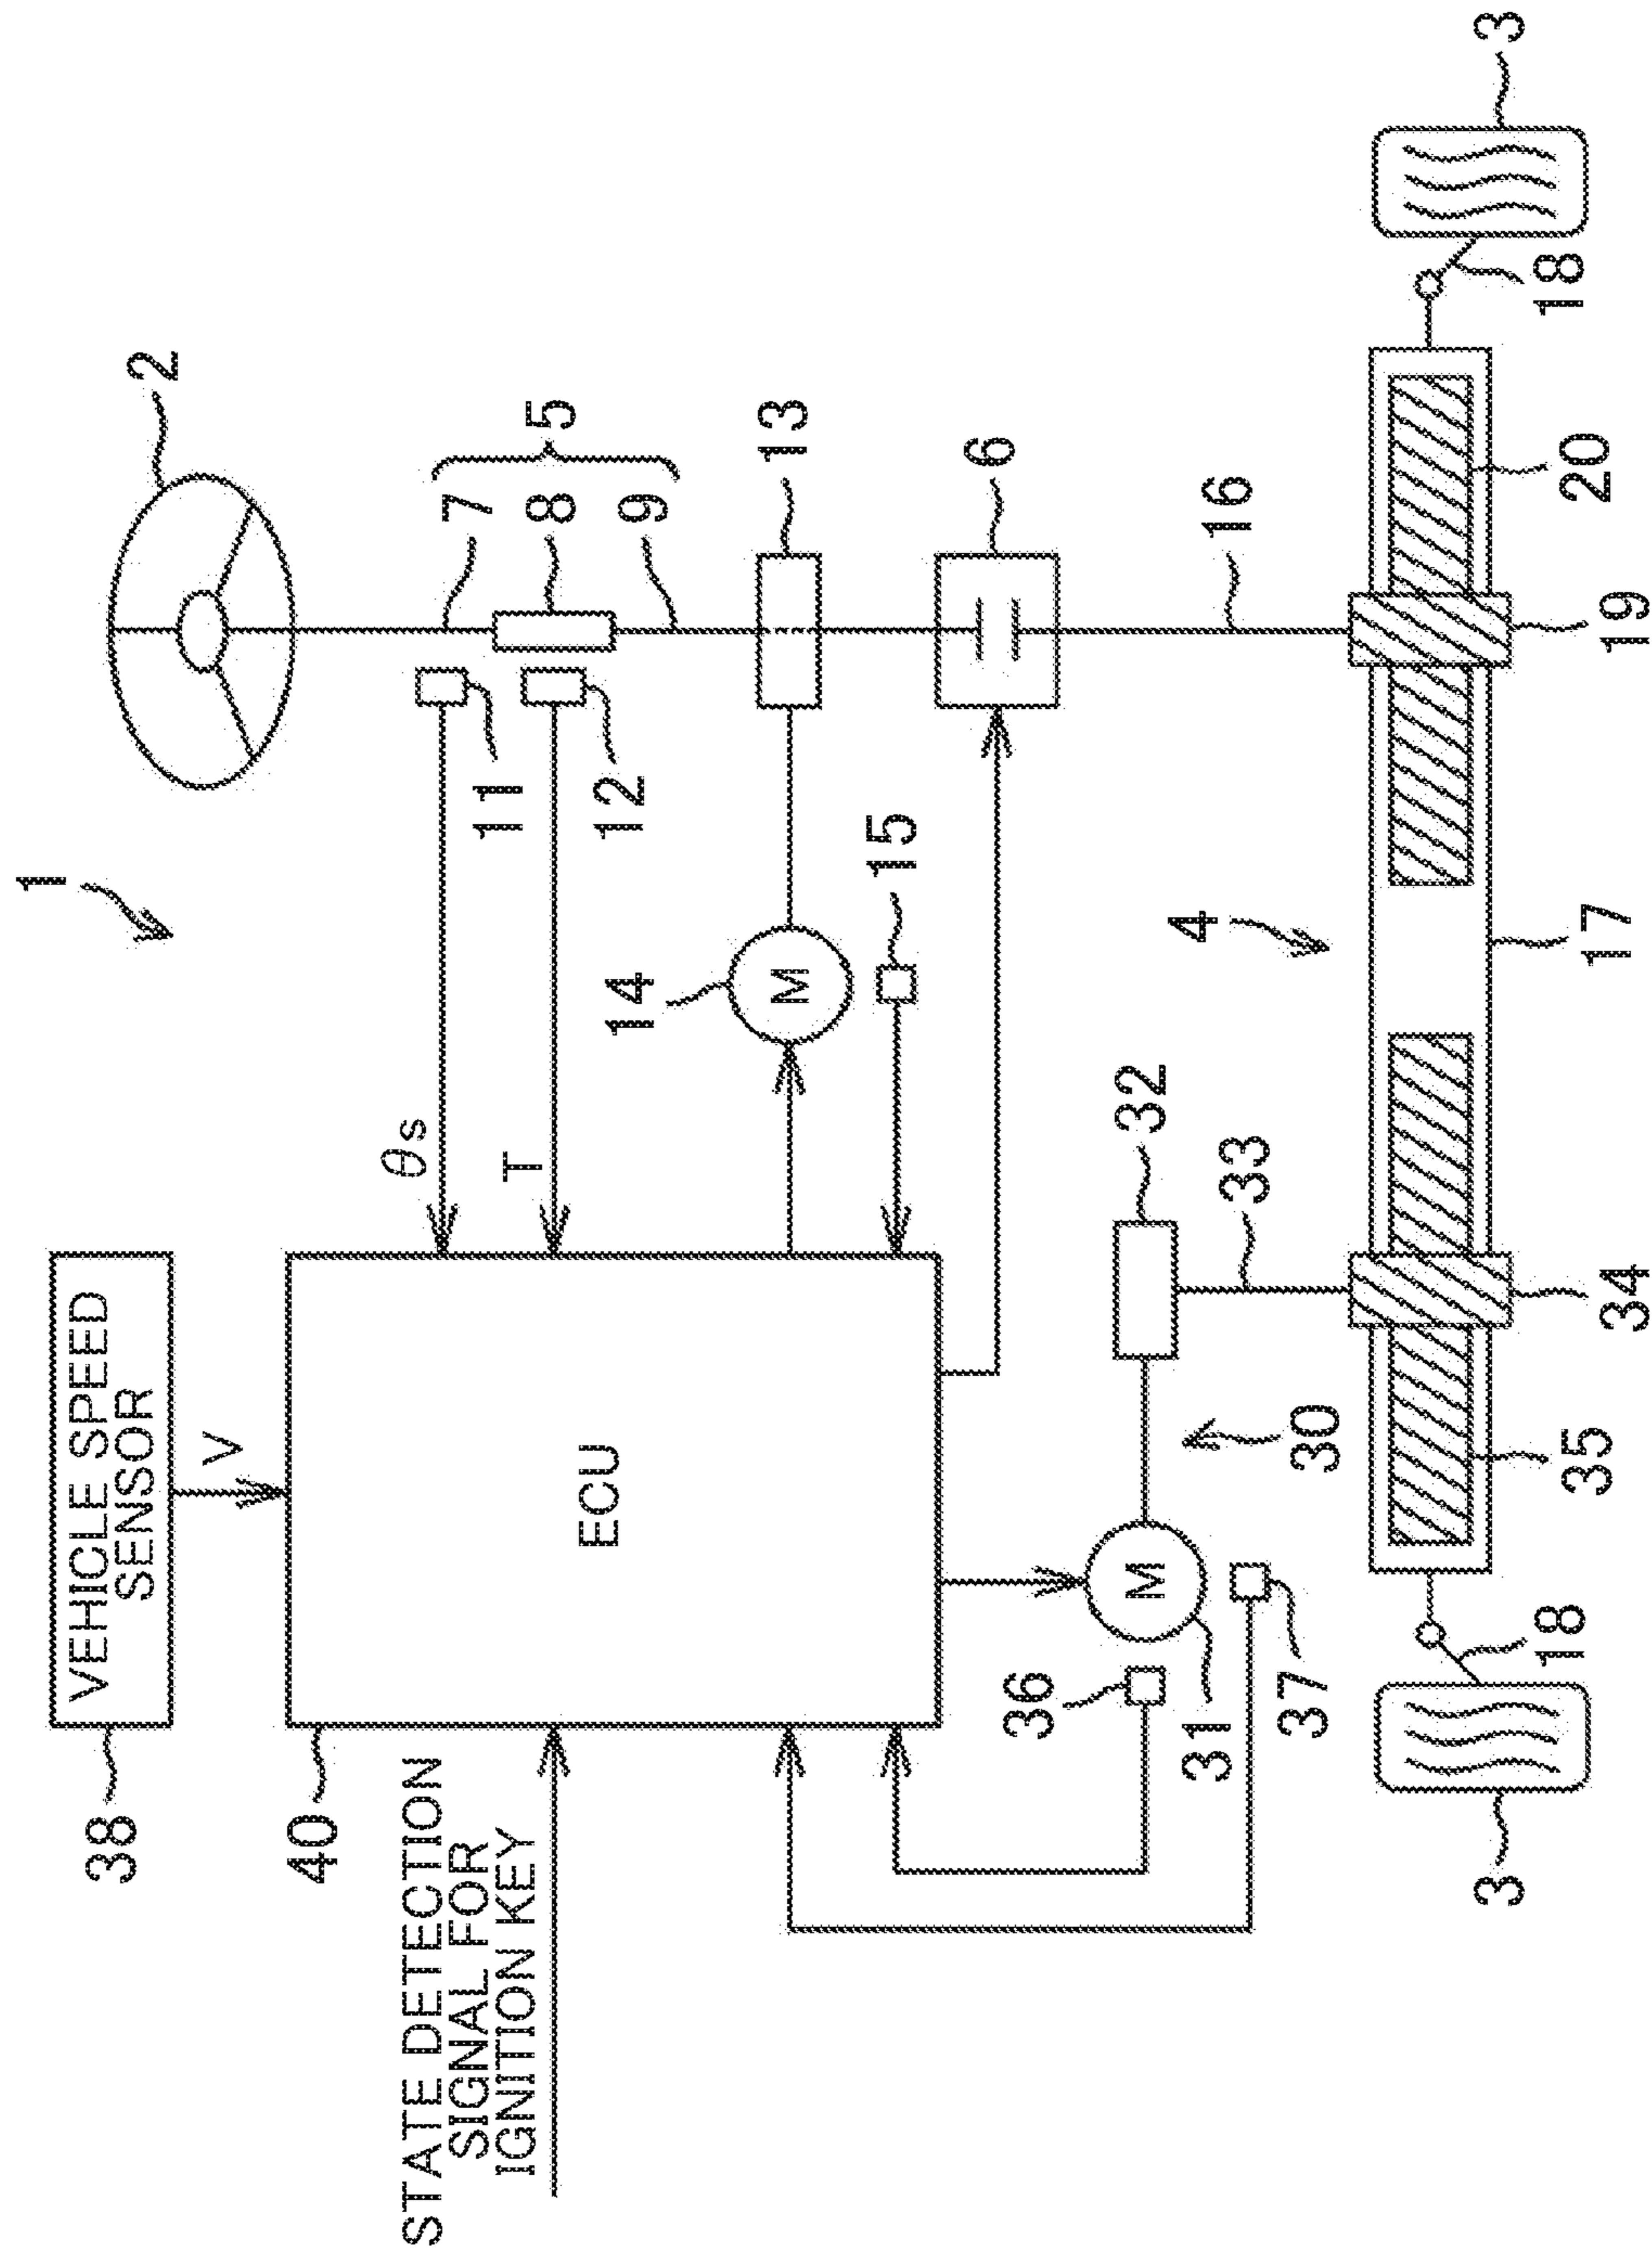 1
2
VEHICLE SPEED
SENSOR
38
V
θs
T
7
8
9
5
11
12
13
14
M
15
6
16
ECU
40
STATE DETECTION
SIGNAL FOR
IGNITION KEY
32
33
30
M
31
36
37
4
3
18
35
34
17
19
20
18
3